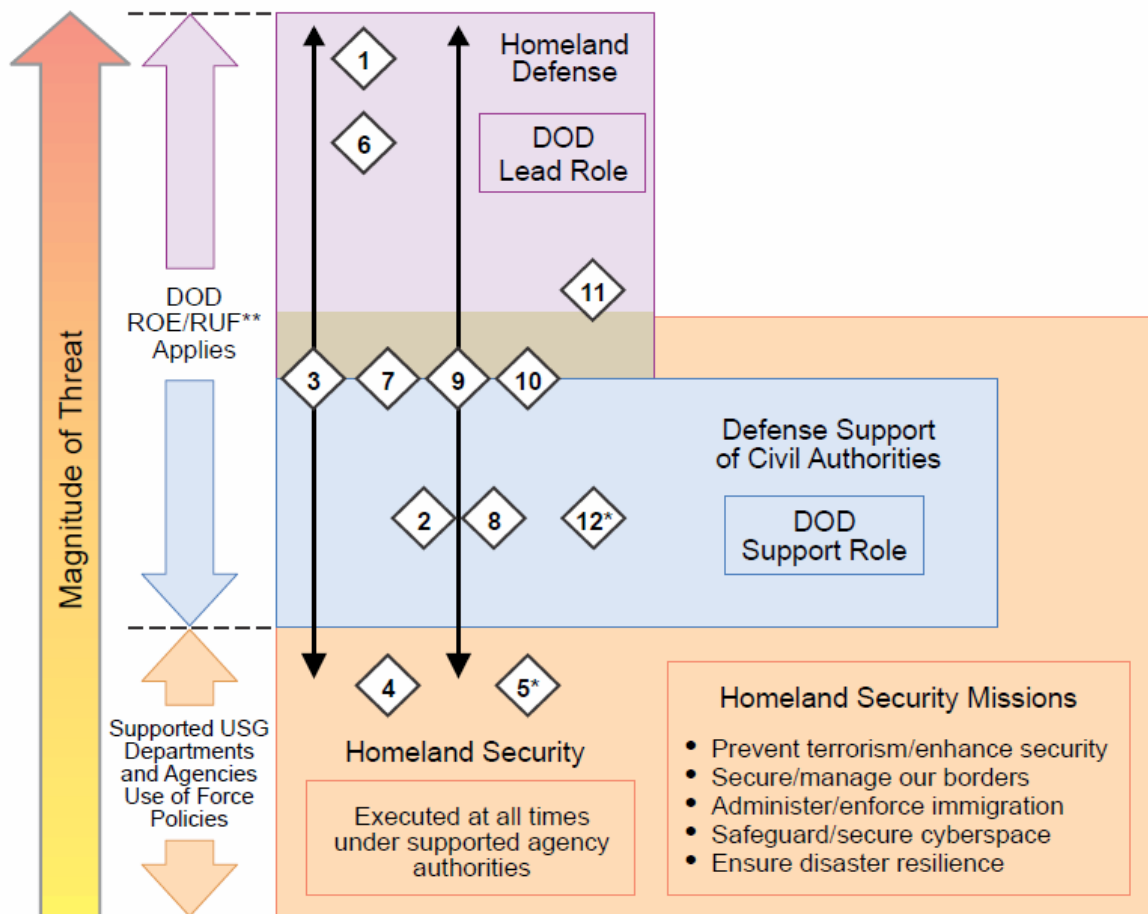 Magnitude of Threat
DOD
ROE/RUF**
Applies
Supported USG
Departments
and Agencies
Use of Force
Policies
1
Homeland
Defense
6
DOD
Lead Role
11
3
7
9
10
Defense Support
of Civil Authorities
2
8
12*
DOD
Support Role
4
5*
Homeland Security
Executed at all times
under supported agency
authorities
Homeland Security Missions
• Prevent terrorism/enhance security
• Secure/manage our borders
• Administer/enforce immigration
• Safeguard/secure cyberspace
• Ensure disaster resilience